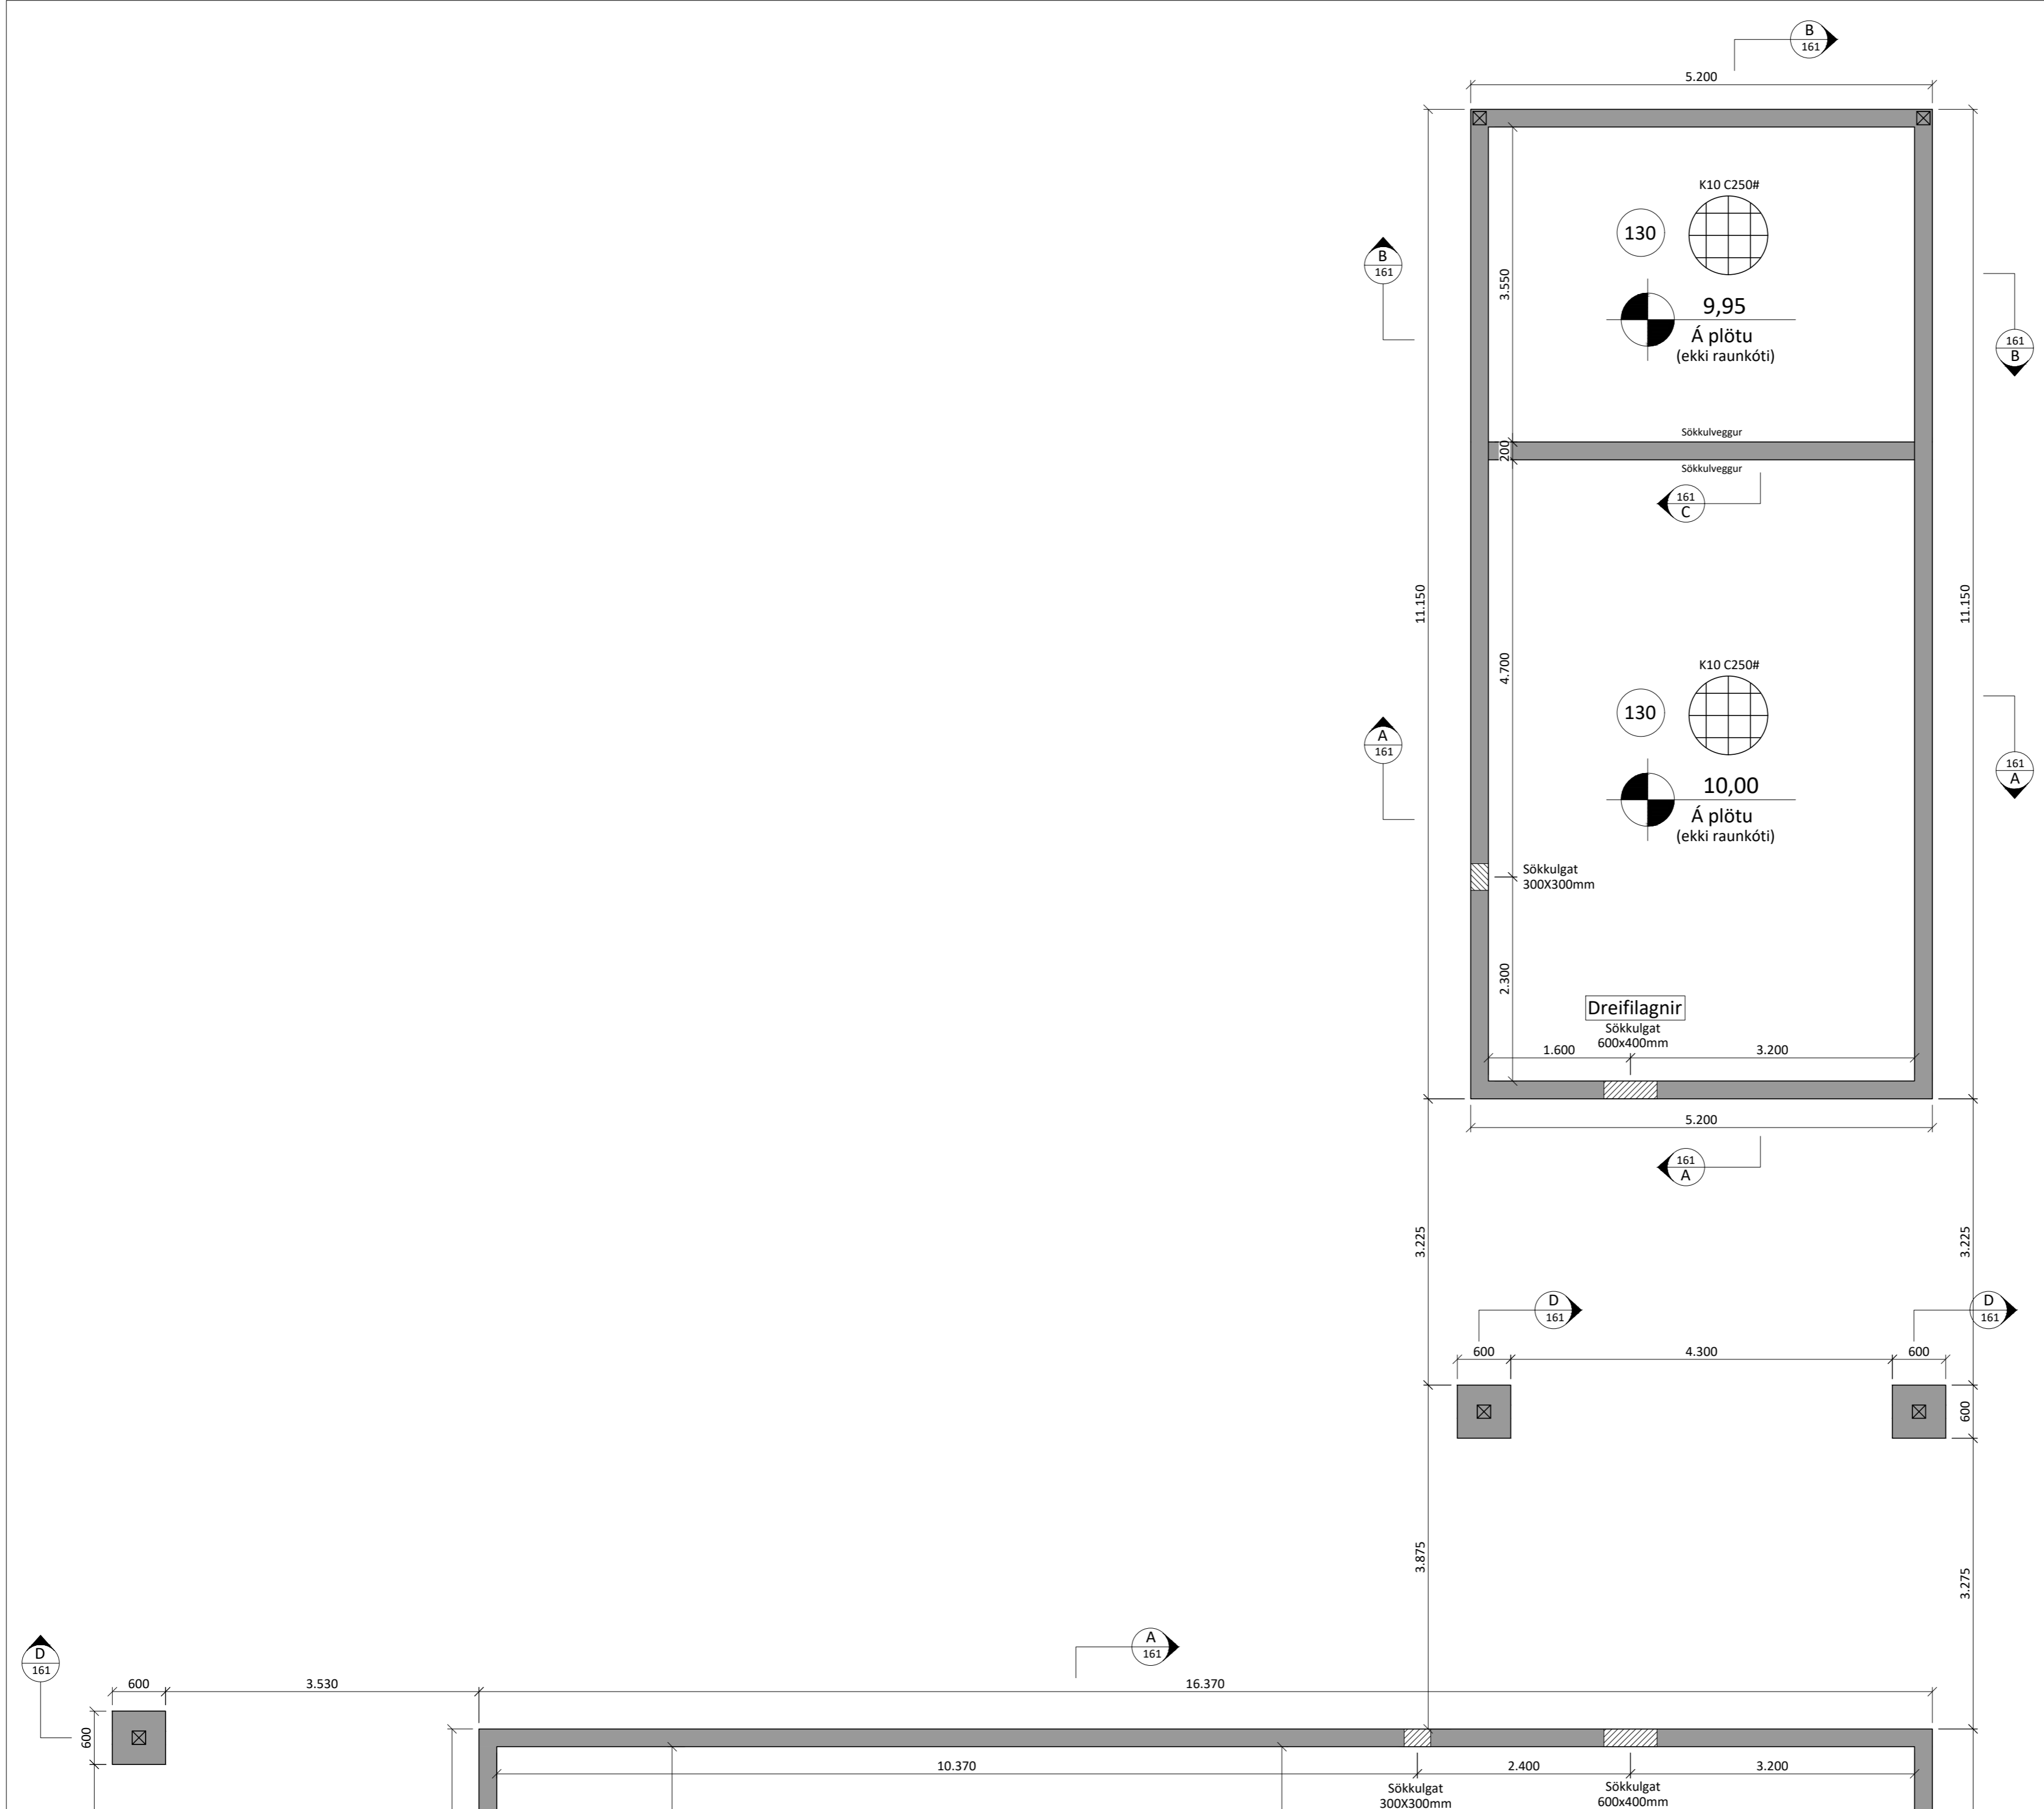 B
161
5.200
K10 C250#
130
3.550
B
161
9,95
Á plötu
(ekki raunkóti)
161
B
Sökkulveggur
200
Sökkulveggur
161
C
11.150
11.150
4.700
K10 C250#
130
A
161
10,00
Á plötu
(ekki raunkóti)
161
A
Sökkulgat
300X300mm
2.300
Dreifilagnir
Sökkulgat
600x400mm
1.600
3.200
5.200
161
A
3.225
3.225
D
161
D
161
600
4.300
600
600
3.875
3.275
D
161
A
161
600
3.530
16.370
600
10.370
2.400
3.200
Sökkulgat
300X300mm
Sökkulgat
600x400mm